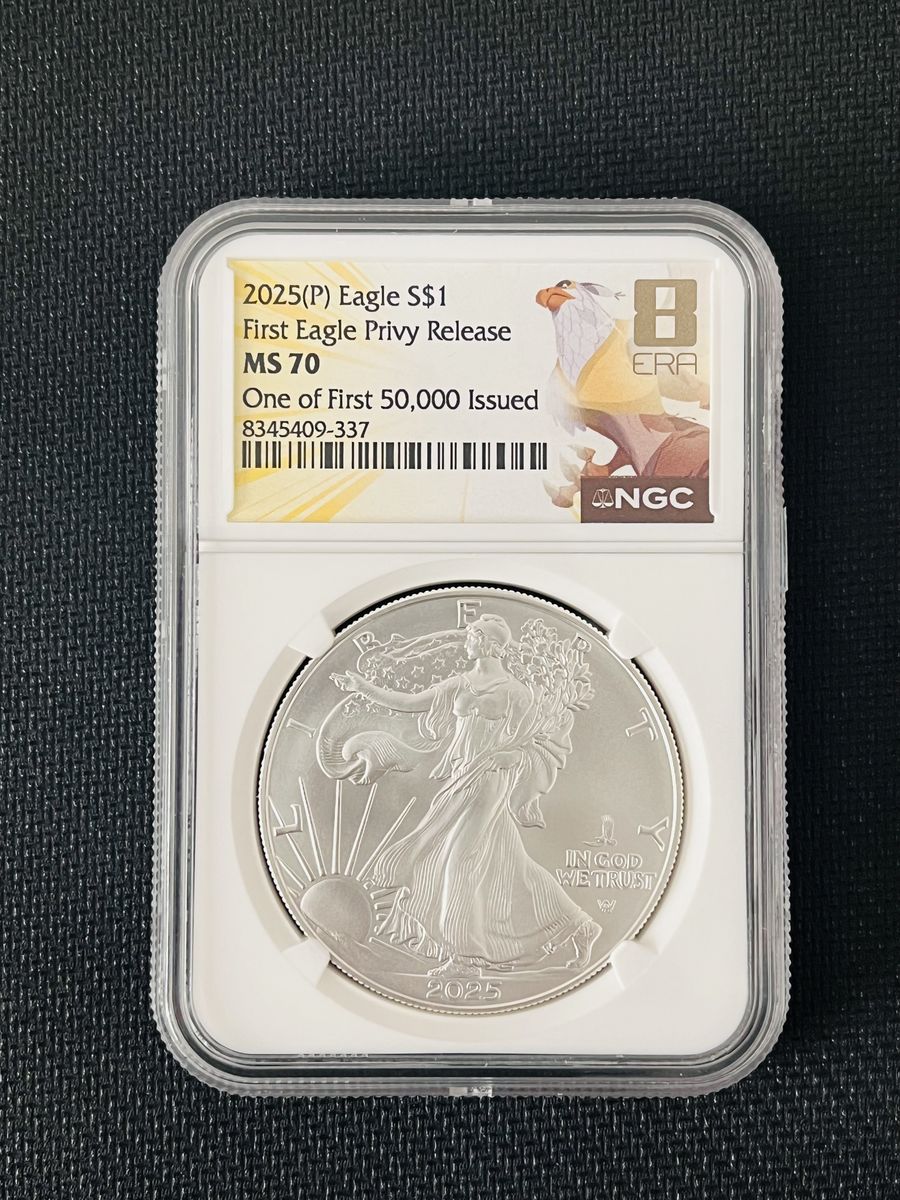 2025(P) Eagle S$1
First Eagle Privy Release
MS 70
One of First 50,000 Issued
8345409-337
8
ERA
NGC
LIBERTY
IN GOD
WE TRUST
2025